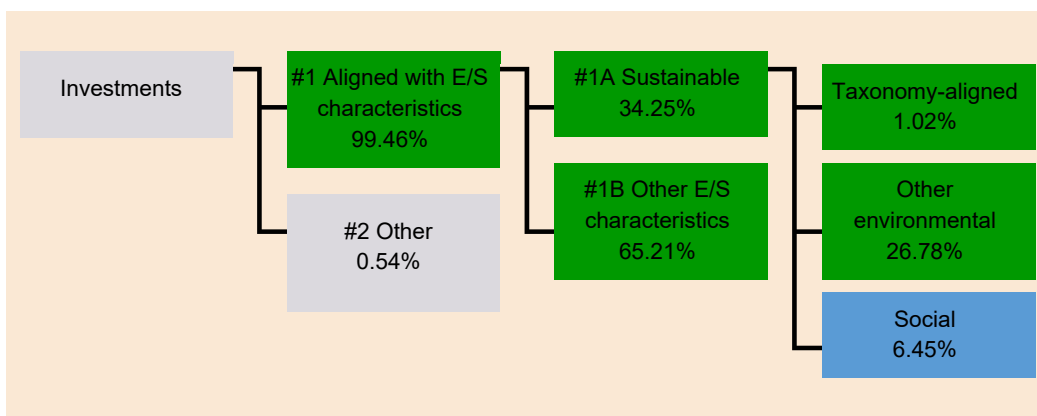 Investments
#1 Aligned with E/S
characteristics
99.46%
#2 Other
0.54%
#1A Sustainable
34.25%
#1B Other E/S
characteristics
65.21%
Taxonomy-aligned
1.02%
Other
environmental
26.78%
Social
6.45%